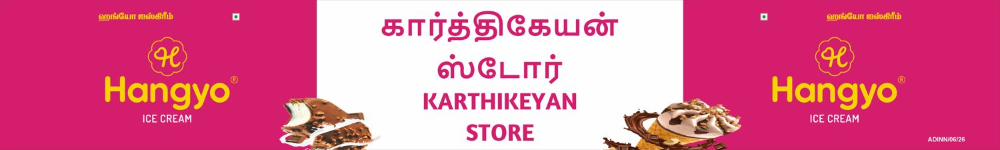 ஹங்யோ ஐஸ்கிரீம்
H
Hangyo®
ICE CREAM
கார்த்திகேயன்
ஸ்டோர்
KARTHIKEYAN
STORE
ஹங்யோ ஐஸ்கிரீம்
H
Hangyo®
ICE CREAM
ADINN/06/26